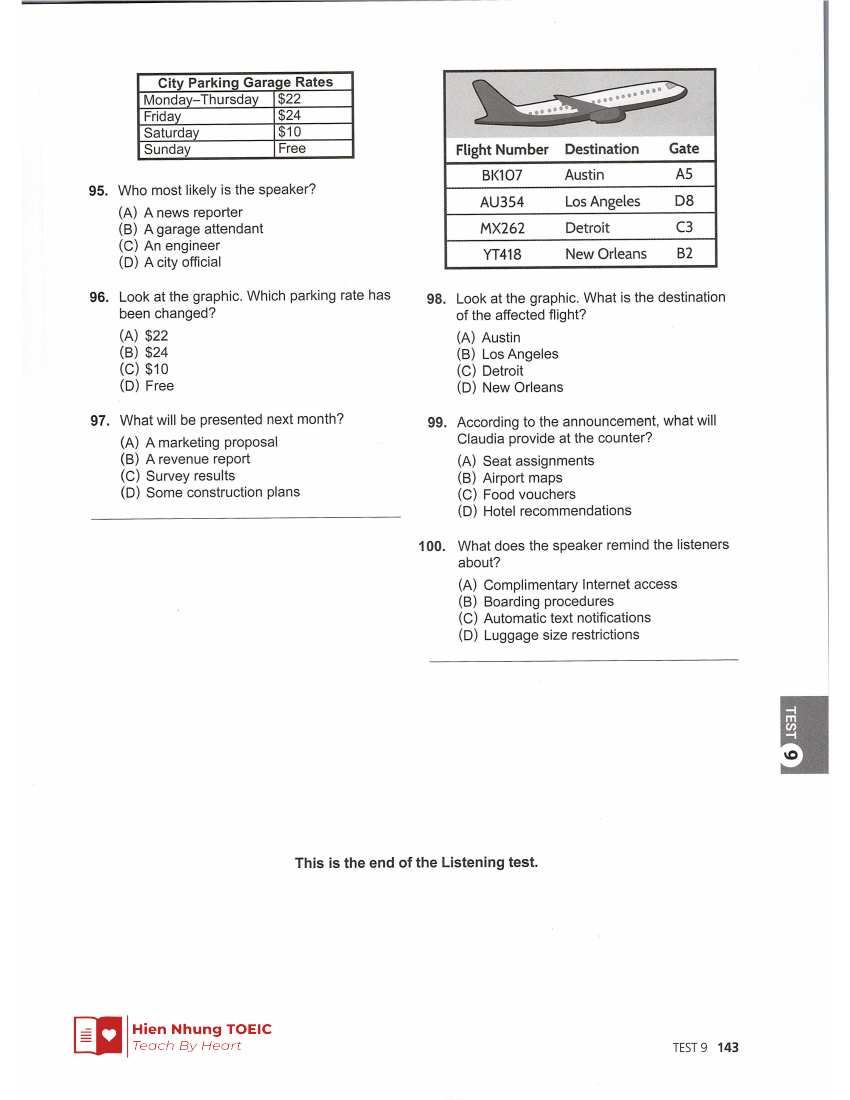 City Parking Garage Rates
Monday–Thursday $22
Friday $24
Saturday $10
Sunday Free
95. Who most likely is the speaker?
(A) A news reporter
(B) A garage attendant
(C) An engineer
(D) A city official
96. Look at the graphic. Which parking rate has
been changed?
(A) $22
(B) $24
(C) $10
(D) Free
97. What will be presented next month?
(A) A marketing proposal
(B) A revenue report
(C) Survey results
(D) Some construction plans
Flight Number Destination Gate
BK107 Austin A5
AU354 Los Angeles D8
MX262 Detroit C3
YT418 New Orleans B2
98. Look at the graphic. What is the destination
of the affected flight?
(A) Austin
(B) Los Angeles
(C) Detroit
(D) New Orleans
99. According to the announcement, what will
Claudia provide at the counter?
(A) Seat assignments
(B) Airport maps
(C) Food vouchers
(D) Hotel recommendations
100. What does the speaker remind the listeners
about?
(A) Complimentary Internet access
(B) Boarding procedures
(C) Automatic text notifications
(D) Luggage size restrictions
TEST 9
This is the end of the Listening test.
Hien Nhung TOEIC
Teach By Heart
TEST 9 143